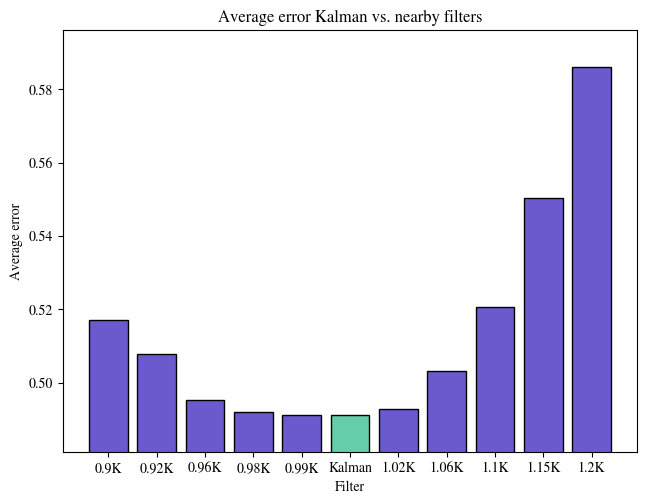 Average error Kalman vs. nearby filters
Average error
0.58
0.56
0.54
0.52
0.50
0.9K 0.92K 0.96K 0.98K 0.99K Kalman 1.02K 1.06K 1.1K 1.15K 1.2K
Filter